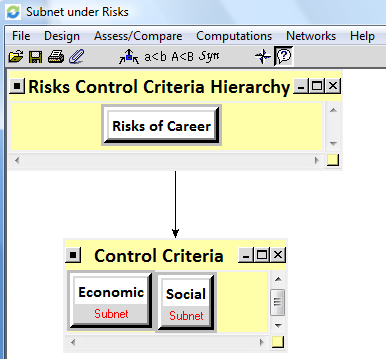 Subnet under Risks
File Design Assess/Compare Computations Networks Help
a<b A<B Syn
Risks Control Criteria Hierarchy
Risks of Career
Control Criteria
Economic Social
Subnet Subnet